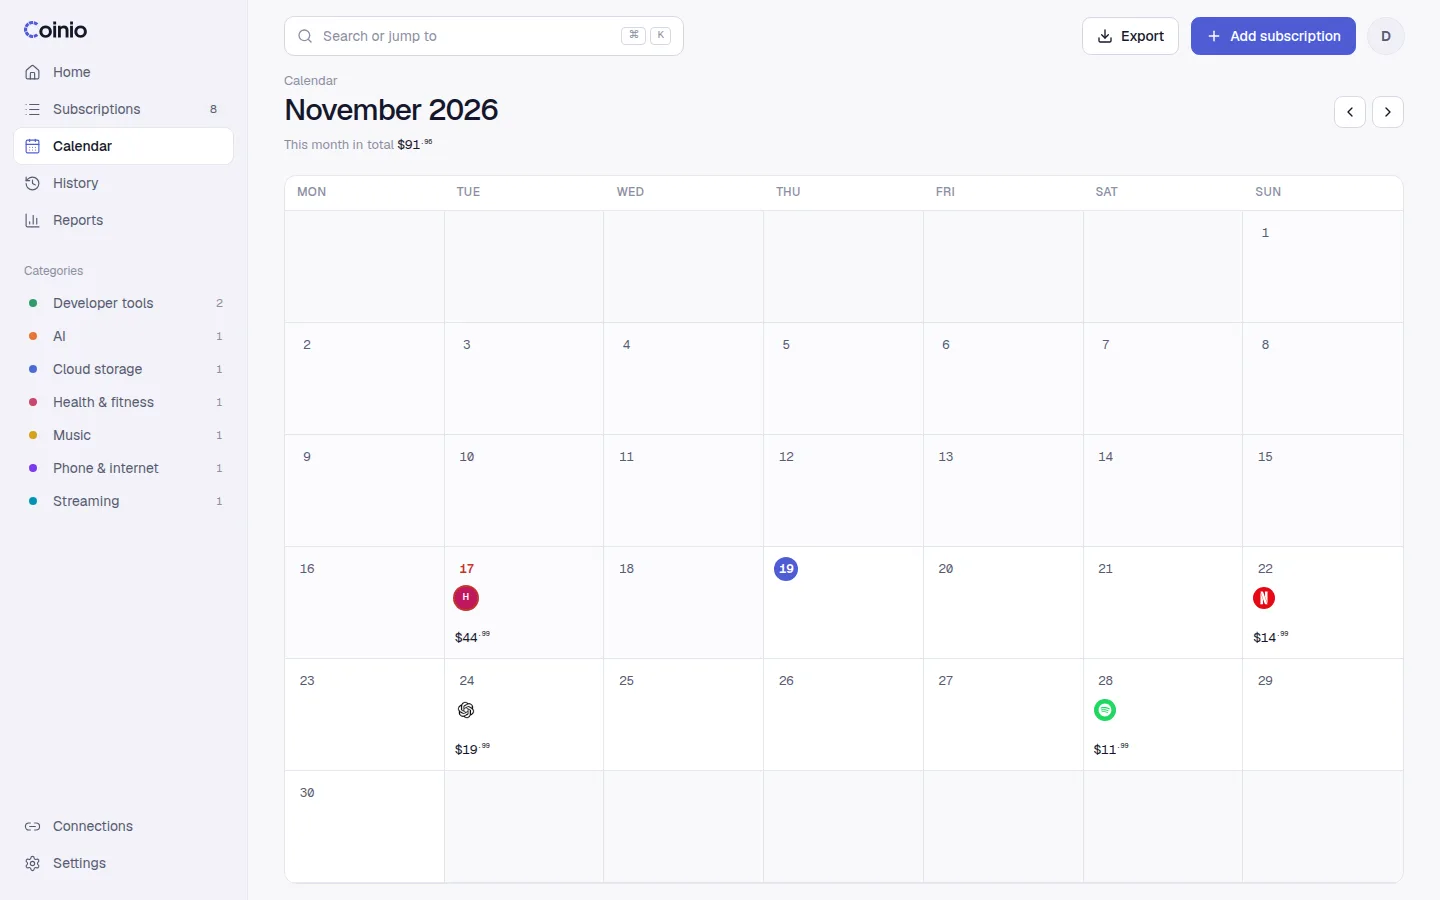 Coinio
Search or jump to ⌘ K
Export
Add subscription
D
Home
Subscriptions 8
Calendar
History
Reports
Categories
Developer tools 2
AI 1
Cloud storage 1
Health & fitness 1
Music 1
Phone & internet 1
Streaming 1
Connections
Settings
Calendar
November 2026
This month in total $91.96
MON TUE WED THU FRI SAT SUN
1
2 3 4 5 6 7 8
9 10 11 12 13 14 15
16 17 18 19 20 21 22
H N
$44.99 $14.99
23 24 25 26 27 28 29
$19.99 $11.99
30